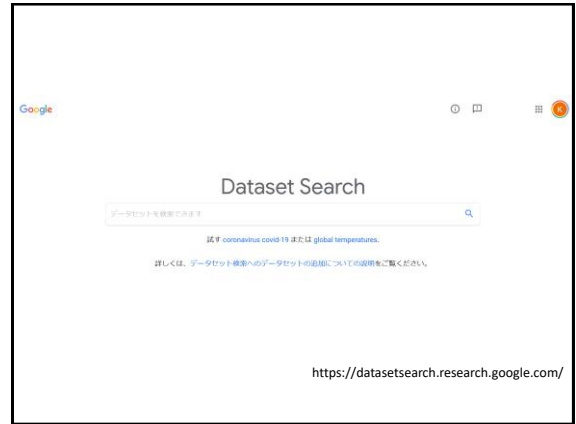 Google
K
Dataset Search
データセットを検索できます
試す coronavirus covid-19 または global temperatures.
詳しくは、データセット検索へのデータセットの追加についての説明をご覧ください。
https://datasetsearch.research.google.com/